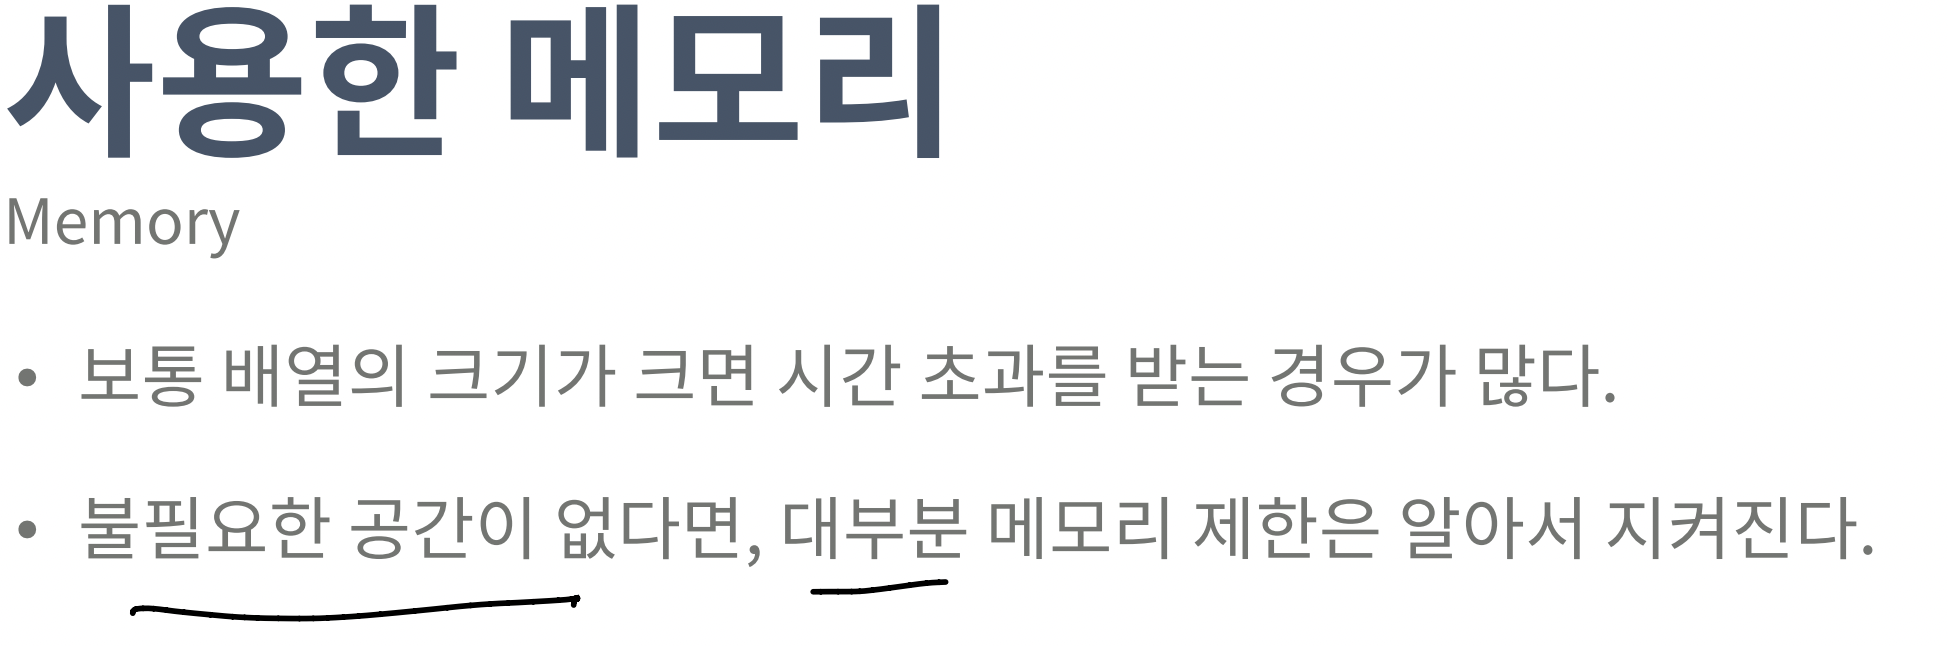 사용한 메모리
Memory
• 보통 배열의 크기가 크면 시간 초과를 받는 경우가 많다.
• 불필요한 공간이 없다면, 대부분 메모리 제한은 알아서 지켜진다.